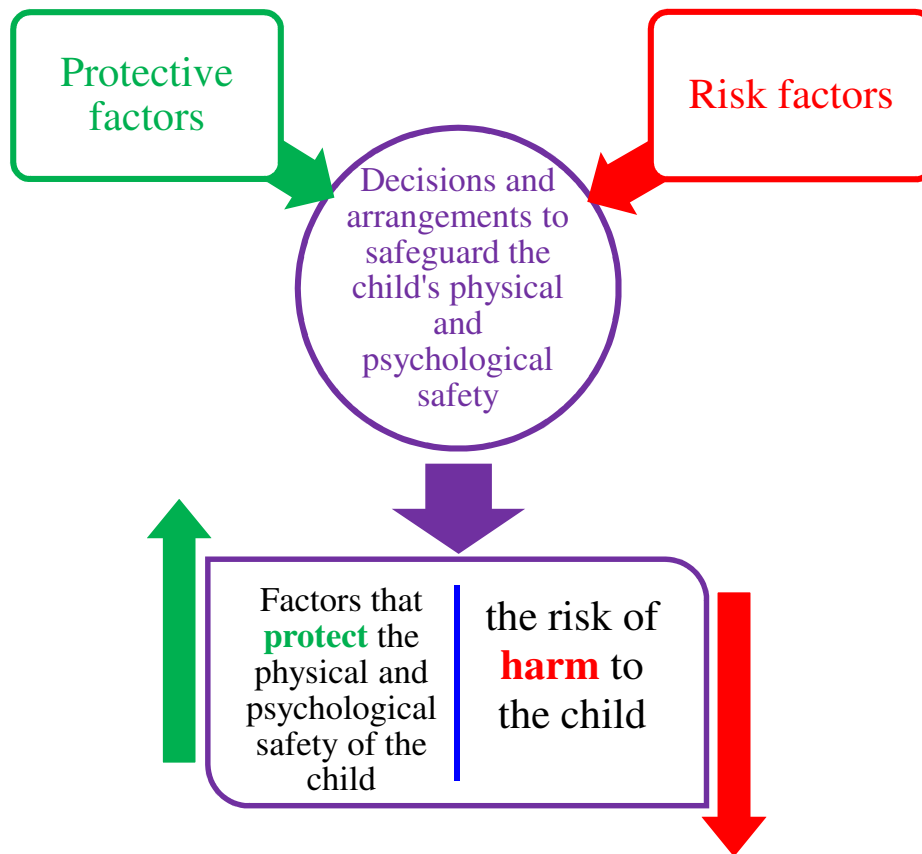 Protective
factors
Risk factors
Decisions and
arrangements to
safeguard the
child's physical
and
psychological
safety
Factors that
protect the
physical and
psychological
safety of the
child
the risk of
harm to
the child